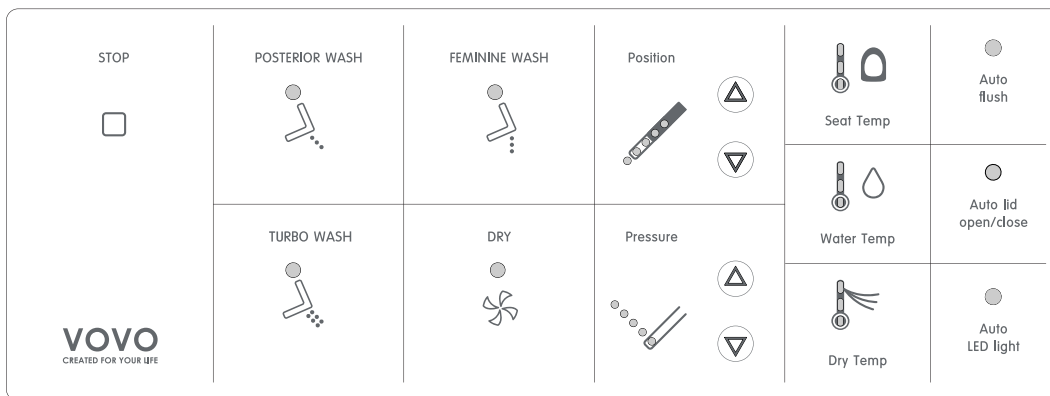 STOP
POSTERIOR WASH
FEMININE WASH
Position
Seat Temp
Auto
flush
TURBO WASH
DRY
Pressure
Water Temp
Auto lid
open/close
Dry Temp
Auto
LED light
VOVO
CREATED FOR YOUR LIFE